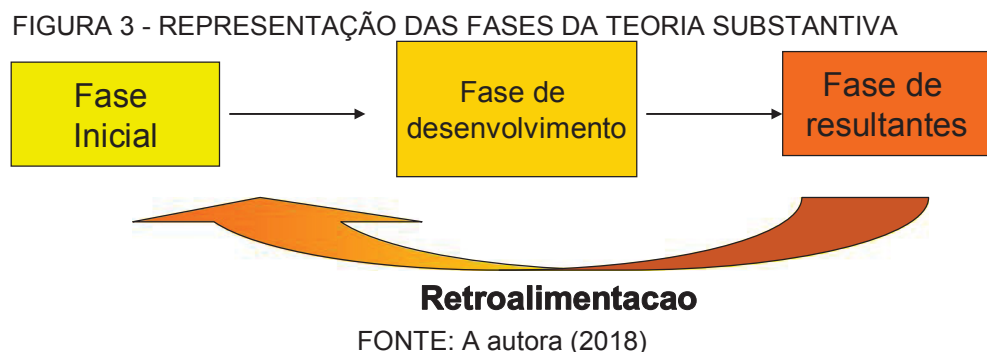 FIGURA 3 - REPRESENTAÇÃO DAS FASES DA TEORIA SUBSTANTIVA
Fase
Inicial
Fase de
desenvolvimento
Fase de
resultantes
Retroalimentacao
FONTE: A autora (2018)